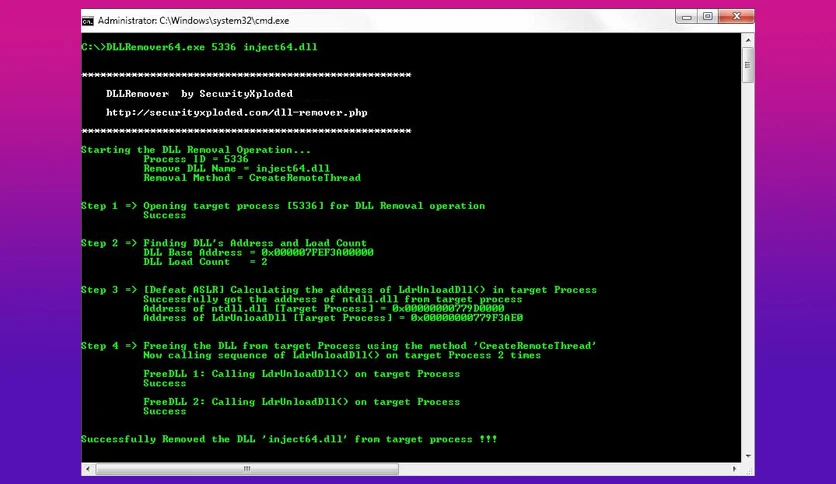 Administrator: C:\Windows\system32\cmd.exe
C:\>DLLRemover64.exe 5336 inject64.dll
*****************************************************
DLLRemover by SecurityXploded
http://securityxploded.com/dll-remover.php
*****************************************************
Starting the DLL Removal Operation...
Process ID = 5336
Remove DLL Name = inject64.dll
Removal Method = CreateRemoteThread
Step 1 => Opening target process [5336] for DLL Removal operation
Success
Step 2 => Finding DLL's Address and Load Count
DLL Base Address = 0x000007FEF3A00000
DLL Load Count = 2
Step 3 => [Defeat ASLR] Calculating the address of LdrUnloadDll() in target Process
Successfully got the address of ntdll.dll from target process
Address of ntdll.dll [Target Process] = 0x00000000779D0000
Address of LdrUnloadDll [Target Process] = 0x00000000779F3AE0
Step 4 => Freeing the DLL from target Process using the method 'CreateRemoteThread'
Now calling sequence of LdrUnloadDll() on target Process 2 times
FreeDLL 1: Calling LdrUnloadDll() on target Process
Success
FreeDLL 2: Calling LdrUnloadDll() on target Process
Success
Successfully Removed the DLL 'inject64.dll' from target process !!!